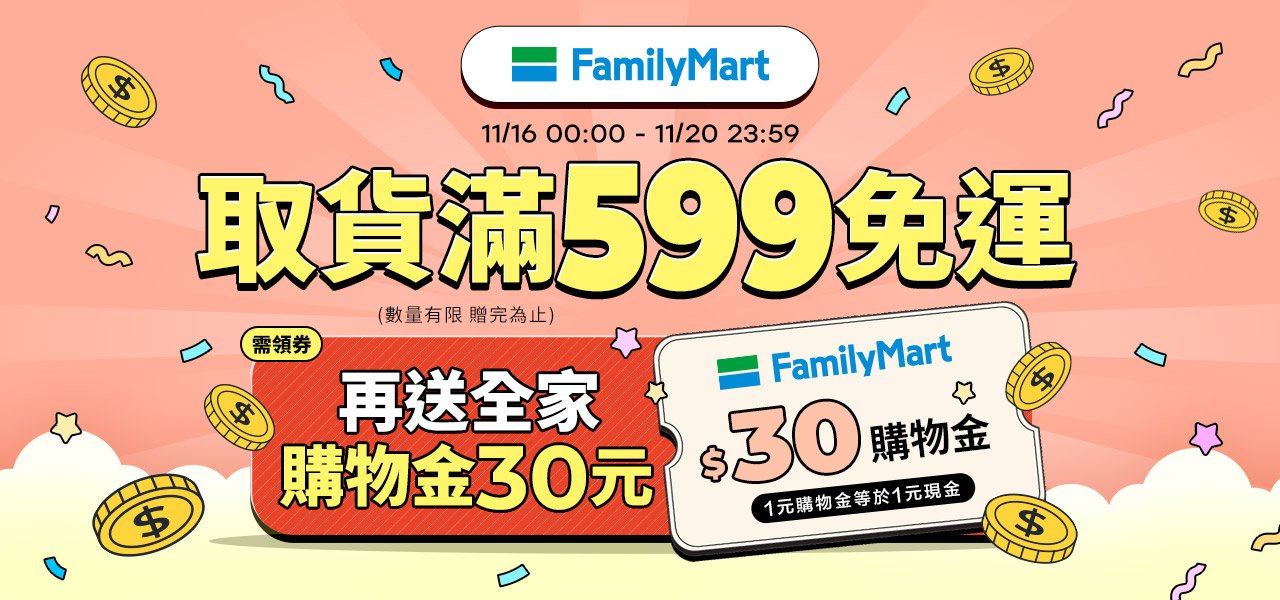 FamilyMart
11/16 00:00 - 11/20 23:59
取貨滿599免運
(數量有限 贈完為止)
需領券
再送全家
購物金30元
FamilyMart
$30購物金
1元購物金等於1元現金